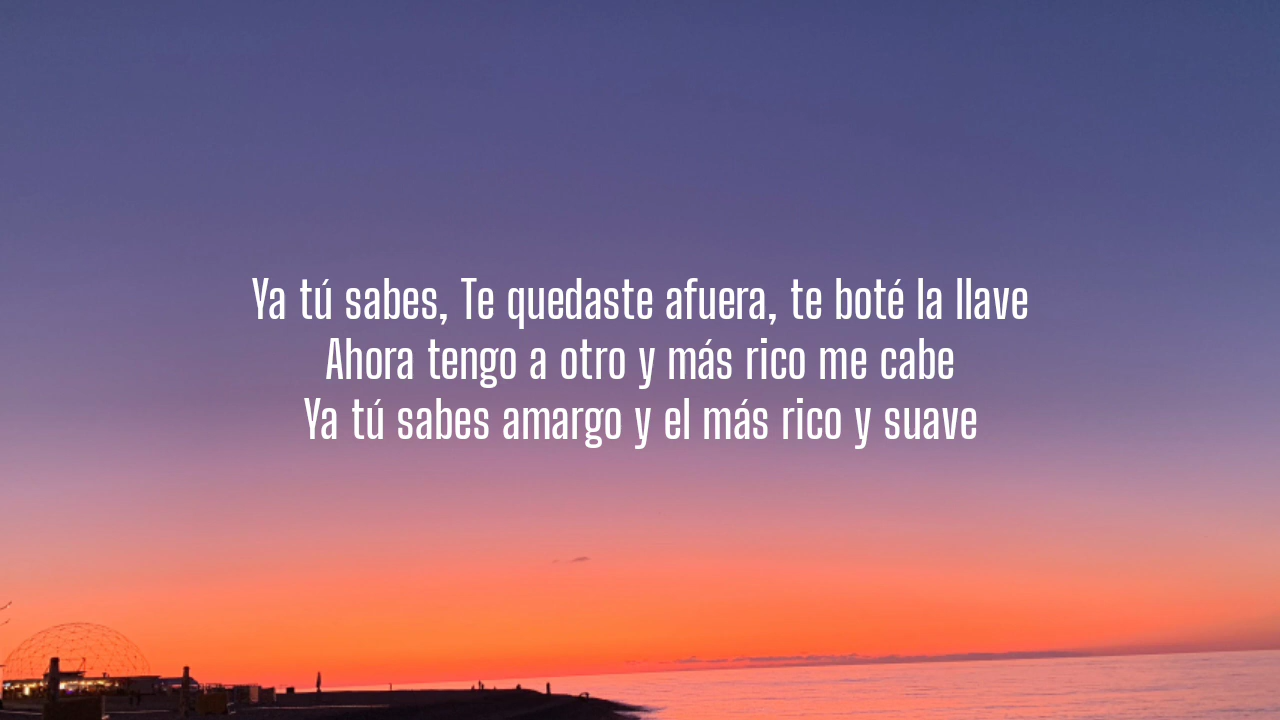 Ya tú sabes, Te quedaste afuera, te boté la llave
Ahora tengo a otro y más rico me cabe
Ya tú sabes amargo y el más rico y suave